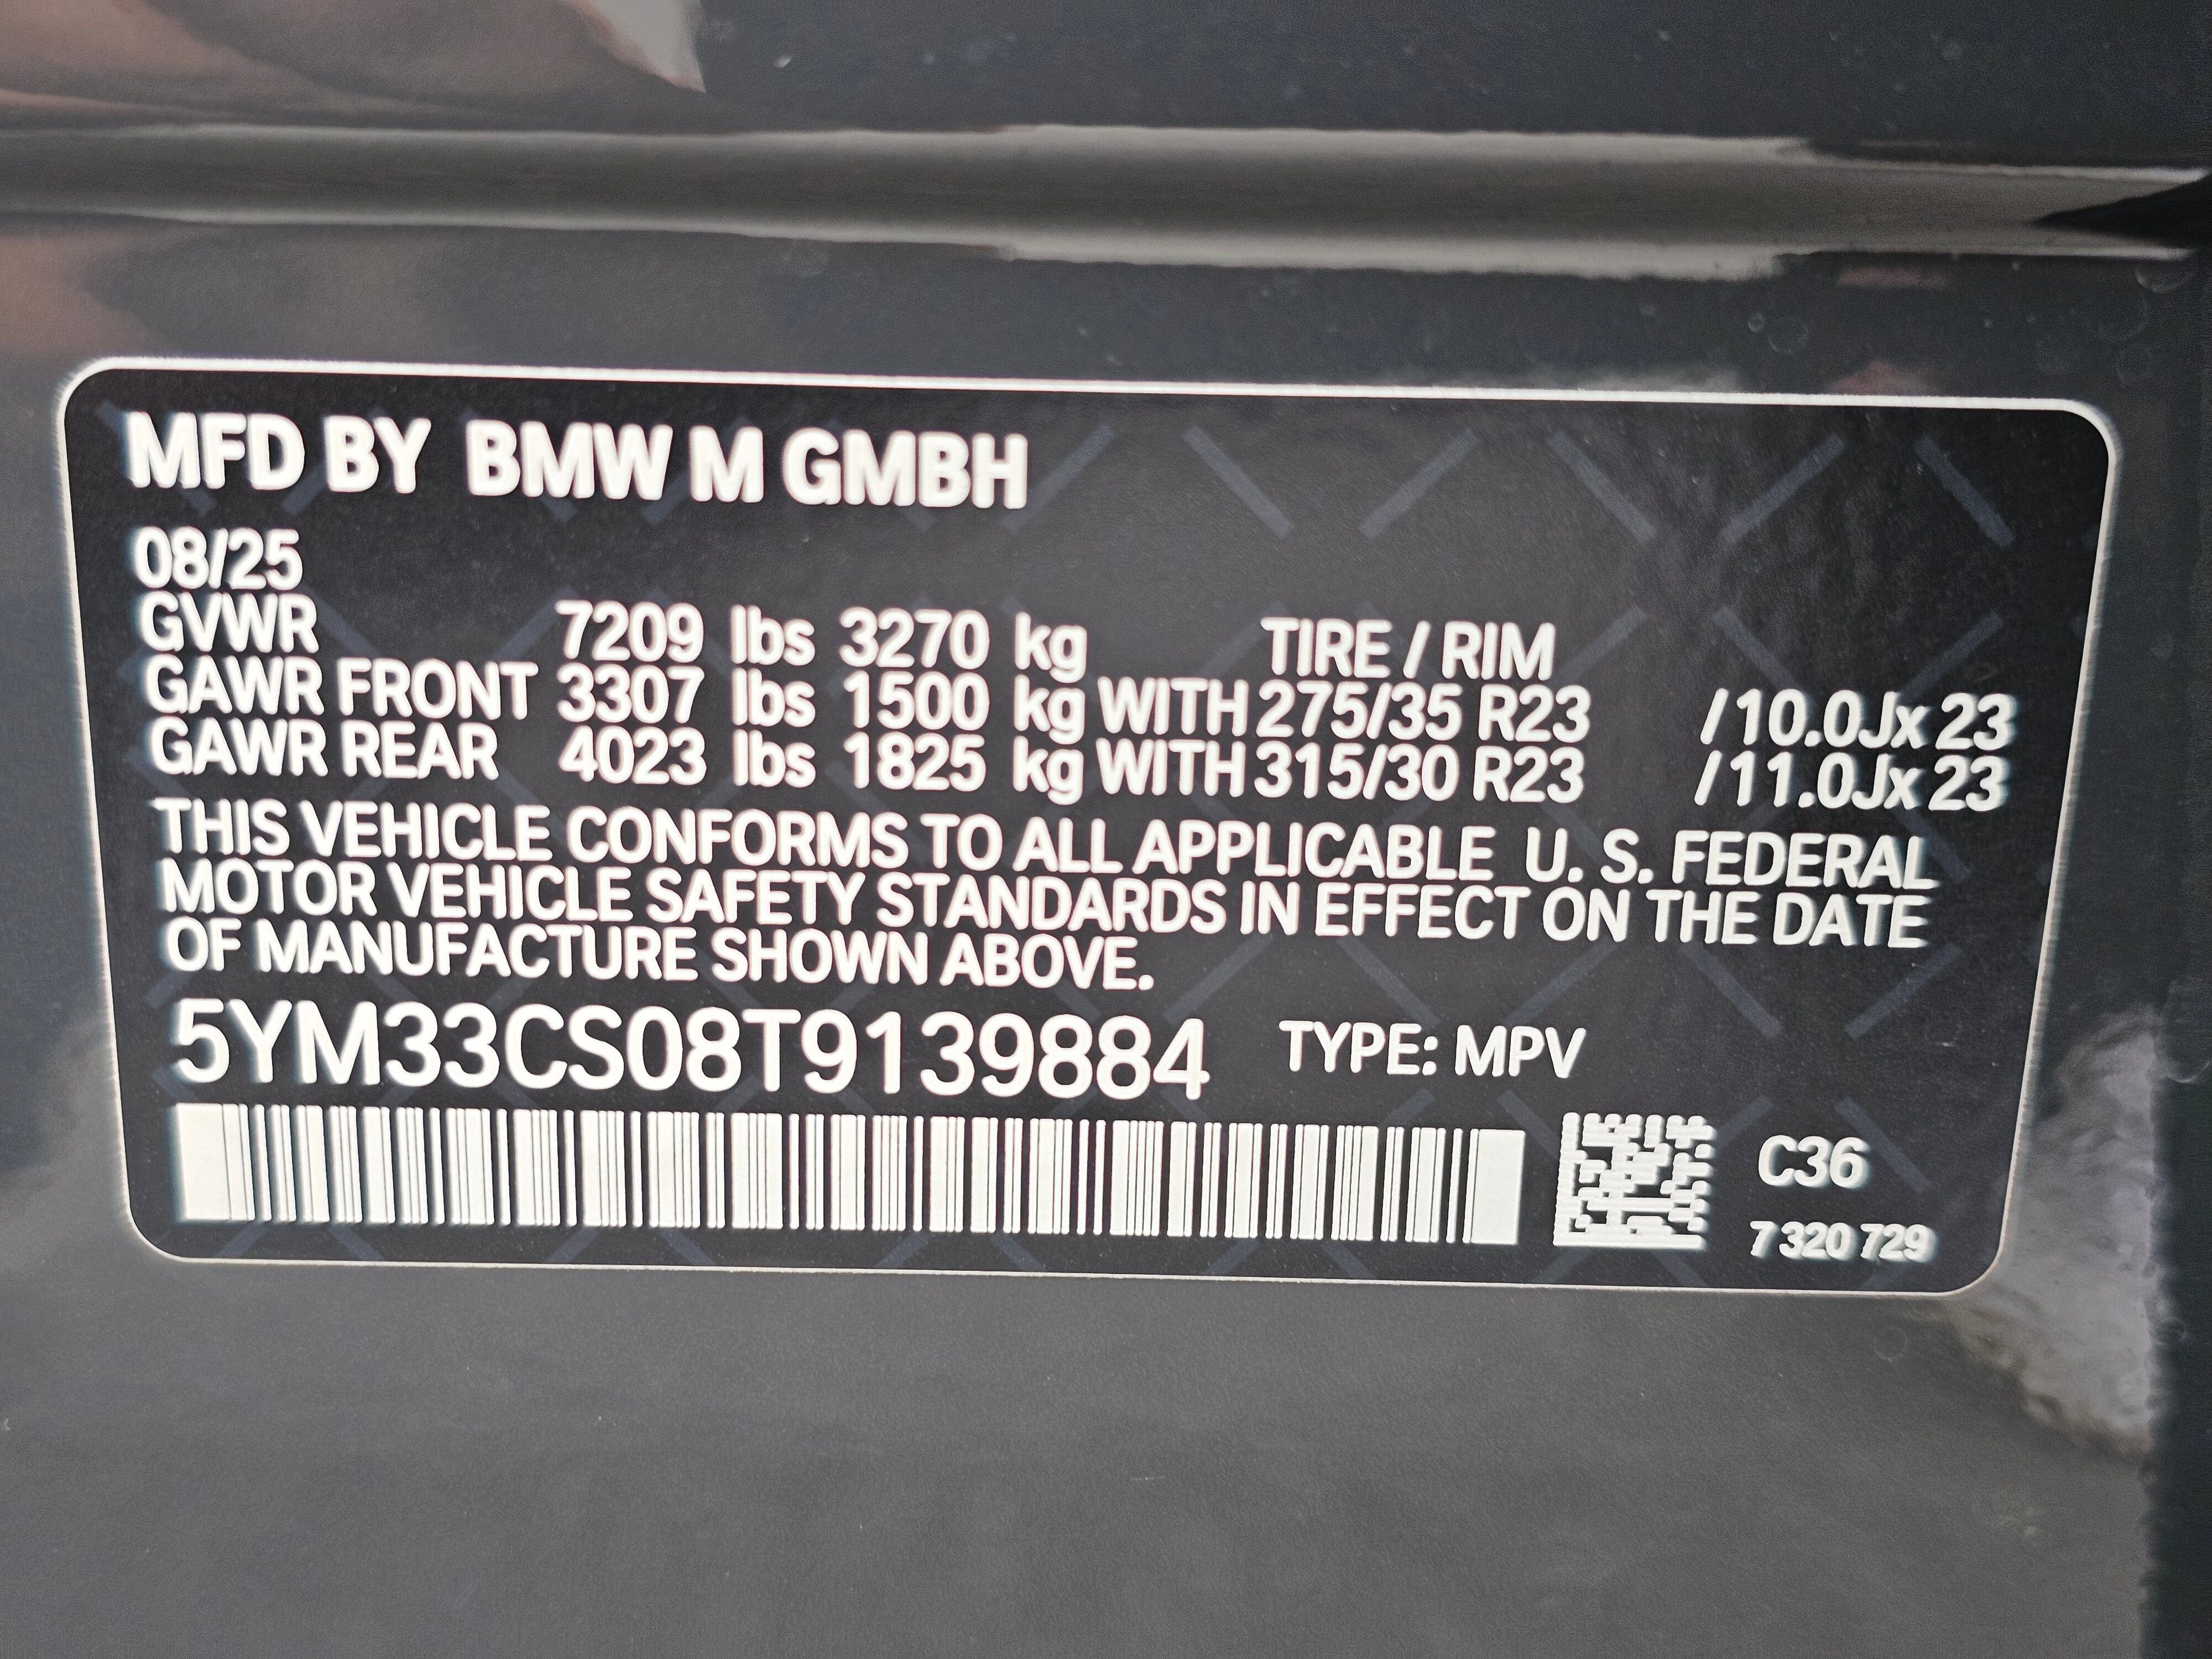 MFD BY BMW M GMBH
08/25
GVWR 7209 lbs 3270 kg TIRE / RIM
GAWR FRONT 3307 lbs 1500 kg WITH 275/35 R23 / 10.0Jx 23
GAWR REAR 4023 lbs 1825 kg WITH 315/30 R23 / 11.0Jx 23
THIS VEHICLE CONFORMS TO ALL APPLICABLE U. S. FEDERAL
MOTOR VEHICLE SAFETY STANDARDS IN EFFECT ON THE DATE
OF MANUFACTURE SHOWN ABOVE.
5YM33CS08T9139884 TYPE: MPV
C36
7 320 729